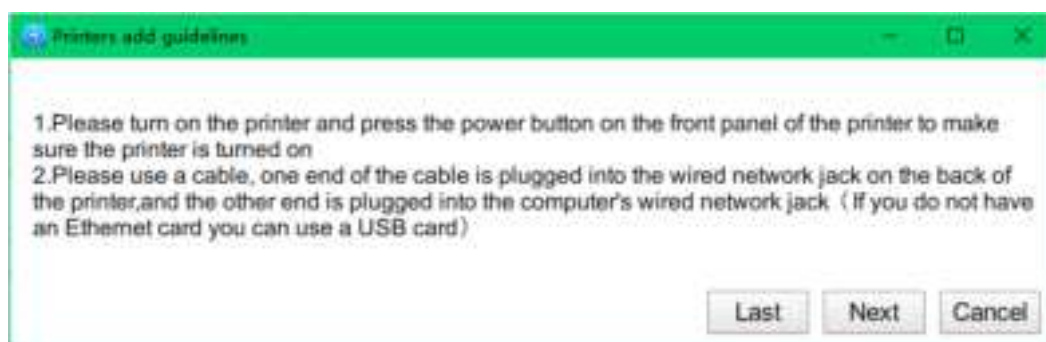 Printers add guidelines
1.Please turn on the printer and press the power button on the front panel of the printer to make
sure the printer is turned on
2.Please use a cable, one end of the cable is plugged into the wired network jack on the back of
the printer,and the other end is plugged into the computer's wired network jack（If you do not have
an Ethernet card you can use a USB card）
Last Next Cancel